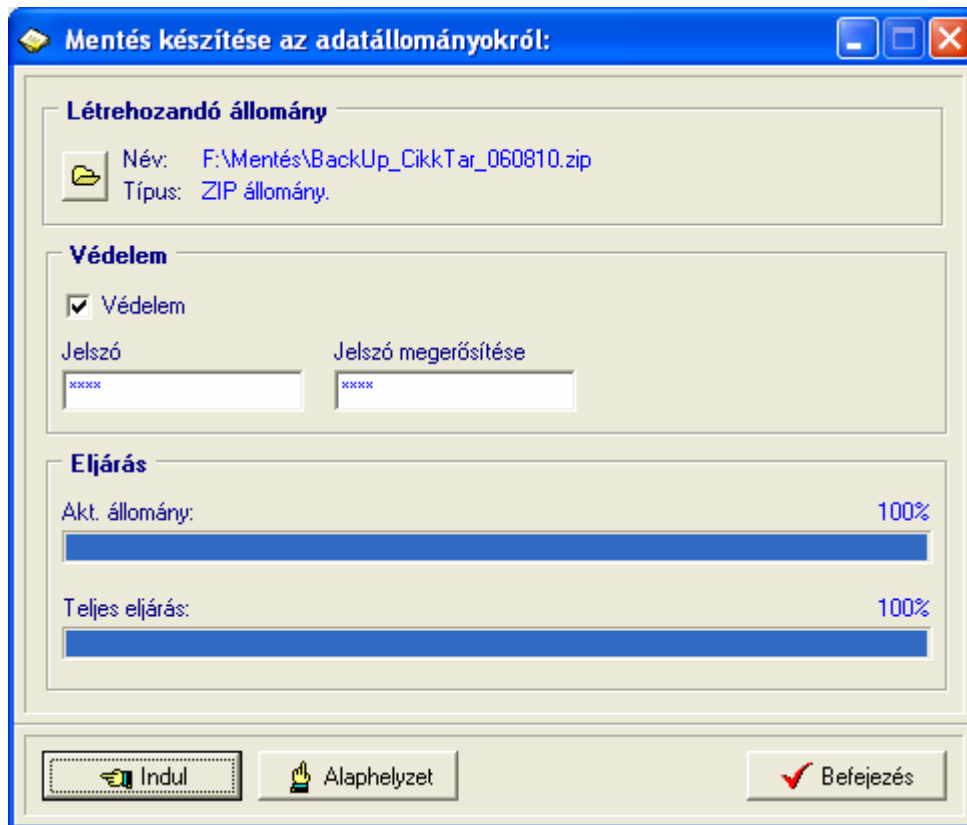 Mentés készítése az adatállományokról:
Létrehozandó állomány
Név: F:\Mentés\BackUp_CikkTar_060810.zip
Típus: ZIP állomány.
Védelem
Védelem
Jelszó Jelszó megerősítése
**** ****
Eljárás
Akt. állomány: 100%
Teljes eljárás: 100%
Indul Alaphelyzet Befejezés